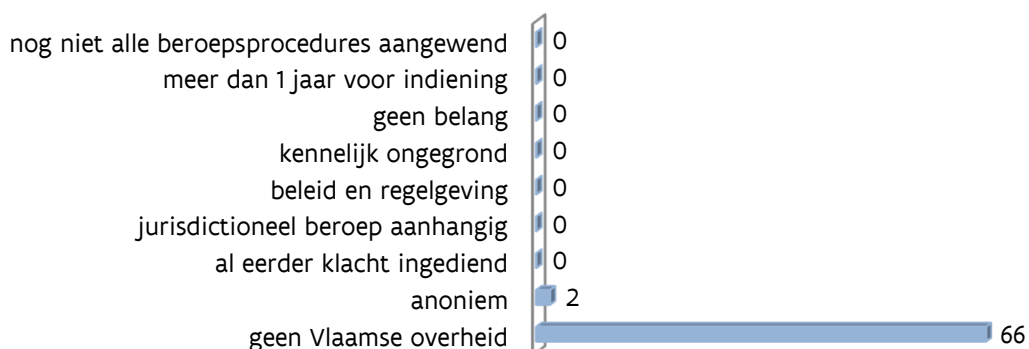 nog niet alle beroepsprocedures aangewend 0
meer dan 1 jaar voor indiening 0
geen belang 0
kennelijk ongegrond 0
beleid en regelgeving 0
jurisdictioneel beroep aanhangig 0
al eerder klacht ingediend 0
anoniem 2
geen Vlaamse overheid 66